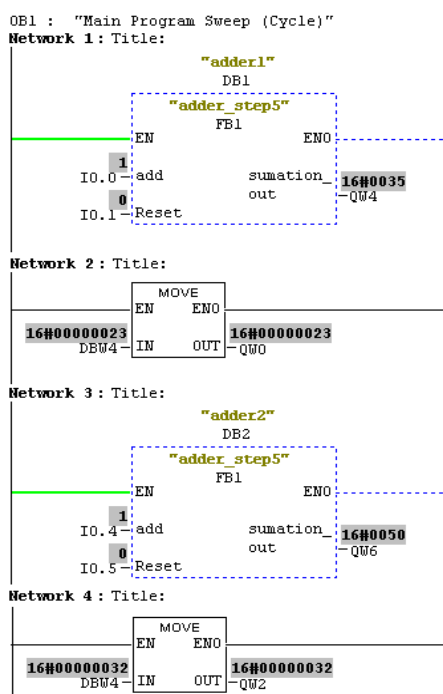 OB1 : "Main Program Sweep (Cycle)"
Network 1: Title:
"adder1"
DB1
"adder_step5"
FB1
EN ENO
1
I0.0 add sumation_ 16#0035
0 out QW4
I0.1 Reset
Network 2: Title:
MOVE
EN ENO
16#00000023 16#00000023
DBW4 IN OUT QW0
Network 3: Title:
"adder2"
DB2
"adder_step5"
FB1
EN ENO
1
I0.4 add sumation_ 16#0050
0 out QW6
I0.5 Reset
Network 4: Title:
MOVE
EN ENO
16#00000032 16#00000032
DBW4 IN OUT QW2